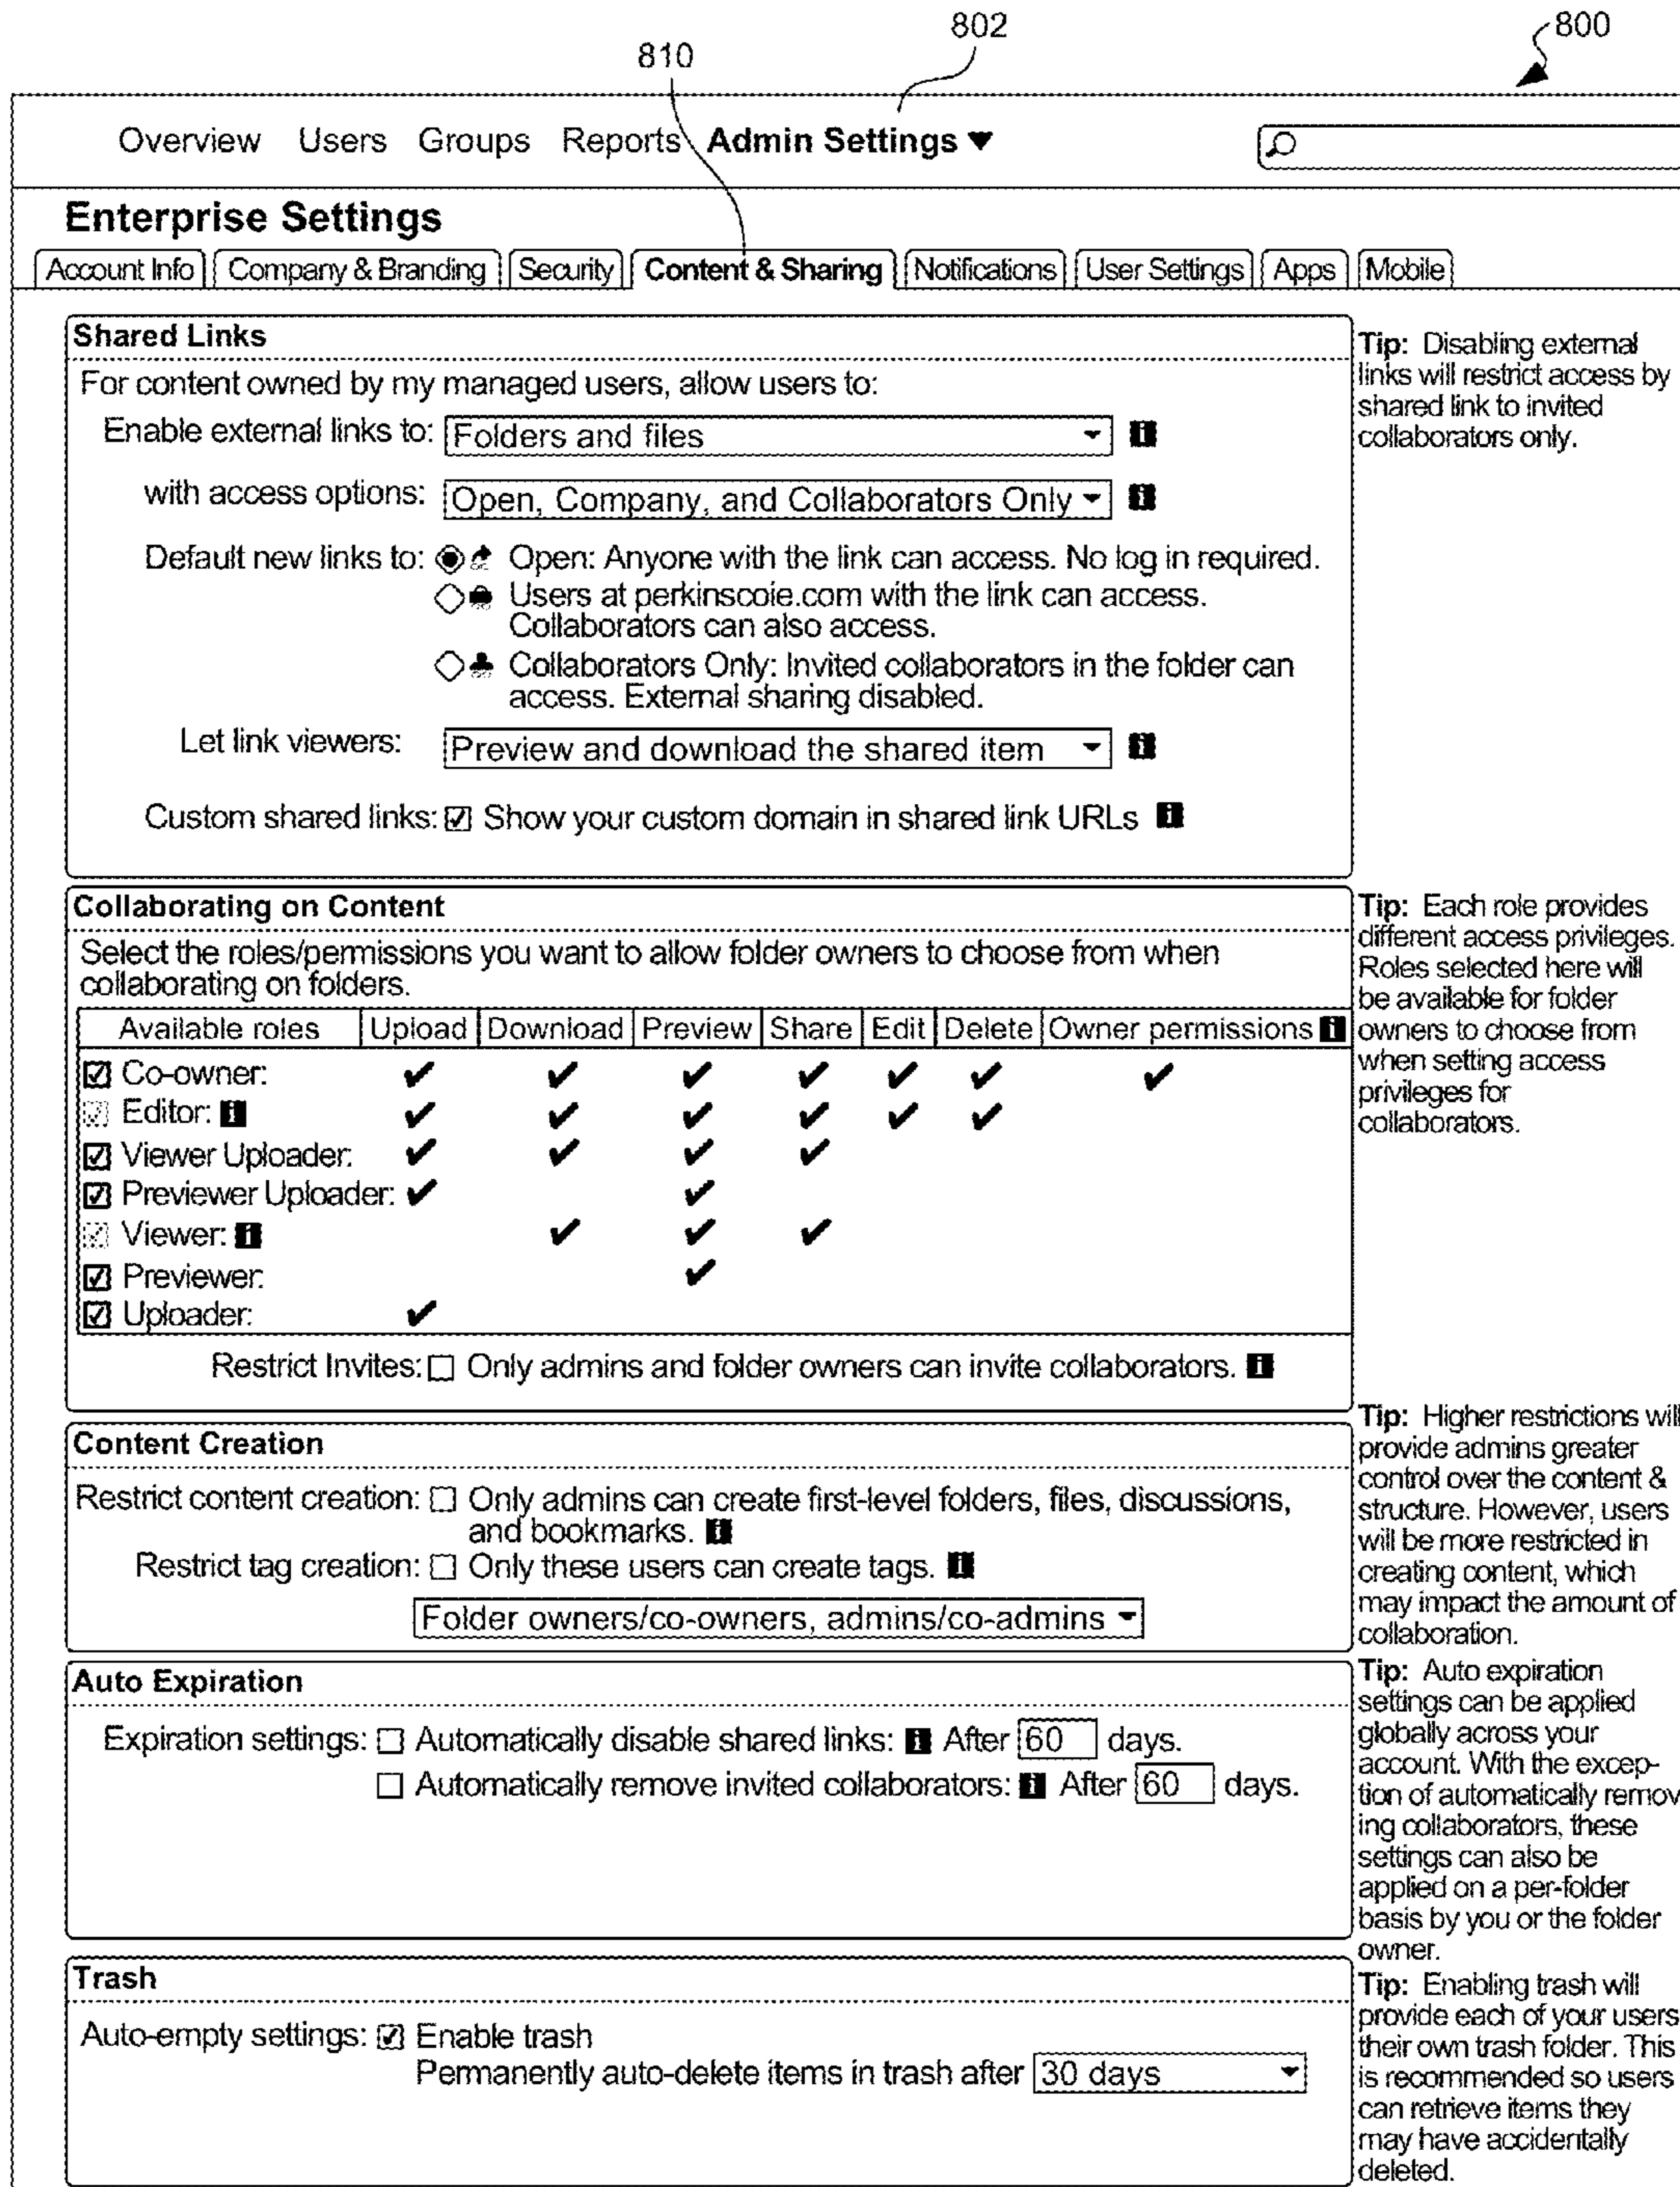 810
802
800
Overview Users Groups Reports Admin Settings
Enterprise Settings
Account Info Company & Branding Security Content & Sharing Notifications User Settings Apps Mobile
Shared Links
For content owned by my managed users, allow users to:
Enable external links to: Folders and files
with access options: Open, Company, and Collaborators Only
Default new links to: Open: Anyone with the link can access. No log in required.
Users at perkinscoie.com with the link can access.
Collaborators can also access.
Collaborators Only: Invited collaborators in the folder can
access. External sharing disabled.
Let link viewers: Preview and download the shared item
Custom shared links: Show your custom domain in shared link URLs
Tip: Disabling external
links will restrict access by
shared link to invited
collaborators only.
Collaborating on Content
Select the roles/permissions you want to allow folder owners to choose from when
collaborating on folders.
Available roles Upload Download Preview Share Edit Delete Owner permissions
Co-owner:
Editor:
Viewer Uploader:
Previewer Uploader:
Viewer:
Previewer:
Uploader:
Restrict Invites: Only admins and folder owners can invite collaborators.
Tip: Each role provides
different access privileges.
Roles selected here will
be available for folder
owners to choose from
when setting access
privileges for
collaborators.
Content Creation
Restrict content creation: Only admins can create first-level folders, files, discussions,
and bookmarks.
Restrict tag creation: Only these users can create tags.
Folder owners/co-owners, admins/co-admins
Tip: Higher restrictions will
provide admins greater
control over the content &
structure. However, users
will be more restricted in
creating content, which
may impact the amount of
collaboration.
Auto Expiration
Expiration settings: Automatically disable shared links: After 60 days.
Automatically remove invited collaborators: After 60 days.
Tip: Auto expiration
settings can be applied
globally across your
account. With the excep-
tion of automatically remov
ing collaborators, these
settings can also be
applied on a per-folder
basis by you or the folder
owner.
Trash
Auto-empty settings: Enable trash
Permanently auto-delete items in trash after 30 days
Tip: Enabling trash will
provide each of your users
their own trash folder. This
is recommended so users
can retrieve items they
may have accidentally
deleted.